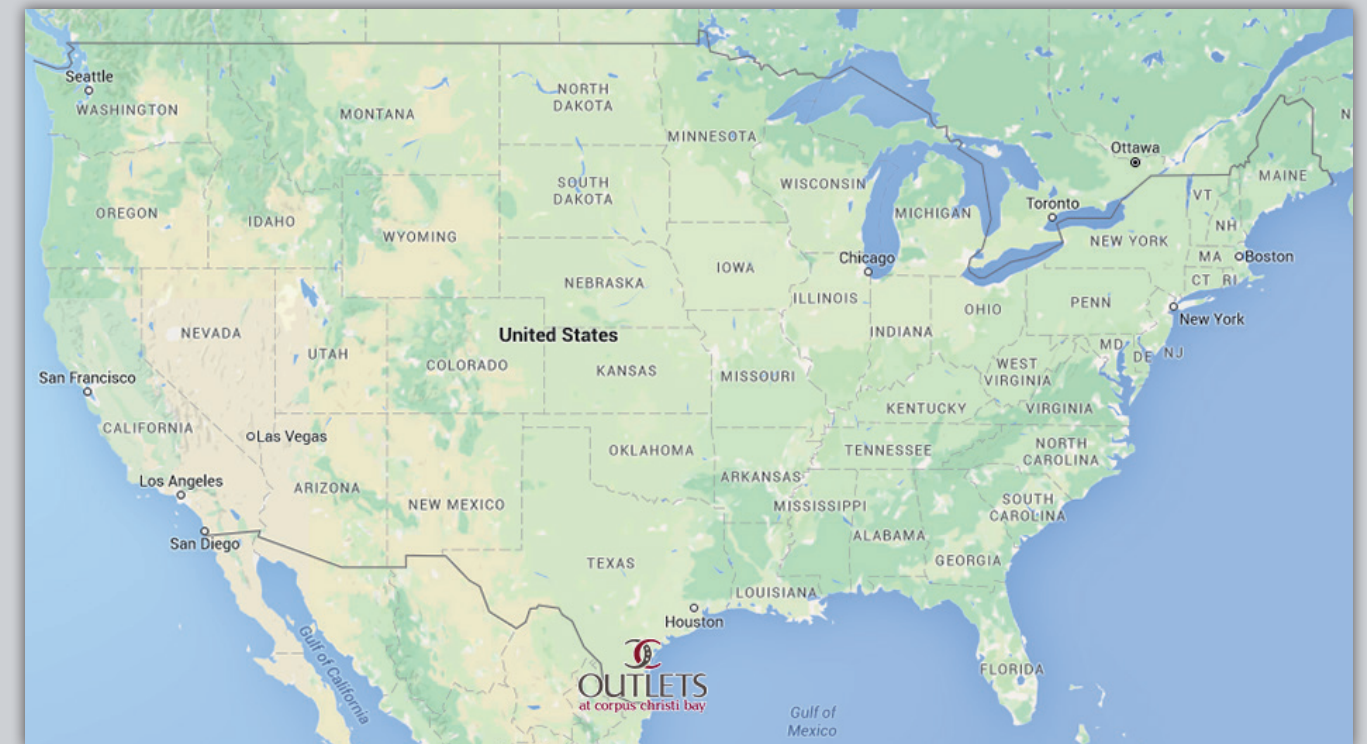 Seattle
WASHINGTON
MONTANA
NORTH
DAKOTA
MINNESOTA
Ottawa
MAINE
N
OREGON
IDAHO
WYOMING
SOUTH
DAKOTA
WISCONSIN
MICHIGAN
Toronto
VT
NH
NEW YORK
MA
Boston
CT
RI
Chicago
IOWA
NEBRASKA
ILLINOIS
INDIANA
OHIO
PENN
New York
NEVADA
UTAH
COLORADO
United States
KANSAS
MISSOURI
WEST
VIRGINIA
MD
DE
NJ
San Francisco
CALIFORNIA
Las Vegas
KENTUCKY
VIRGINIA
OKLAHOMA
TENNESSEE
NORTH
CAROLINA
Los Angeles
ARIZONA
NEW MEXICO
ARKANSAS
MISSISSIPPI
SOUTH
CAROLINA
San Diego
TEXAS
ALABAMA
GEORGIA
LOUISIANA
Houston
Gulf of California
OUTLETS
at corpus christi bay
FLORIDA
Gulf of
Mexico